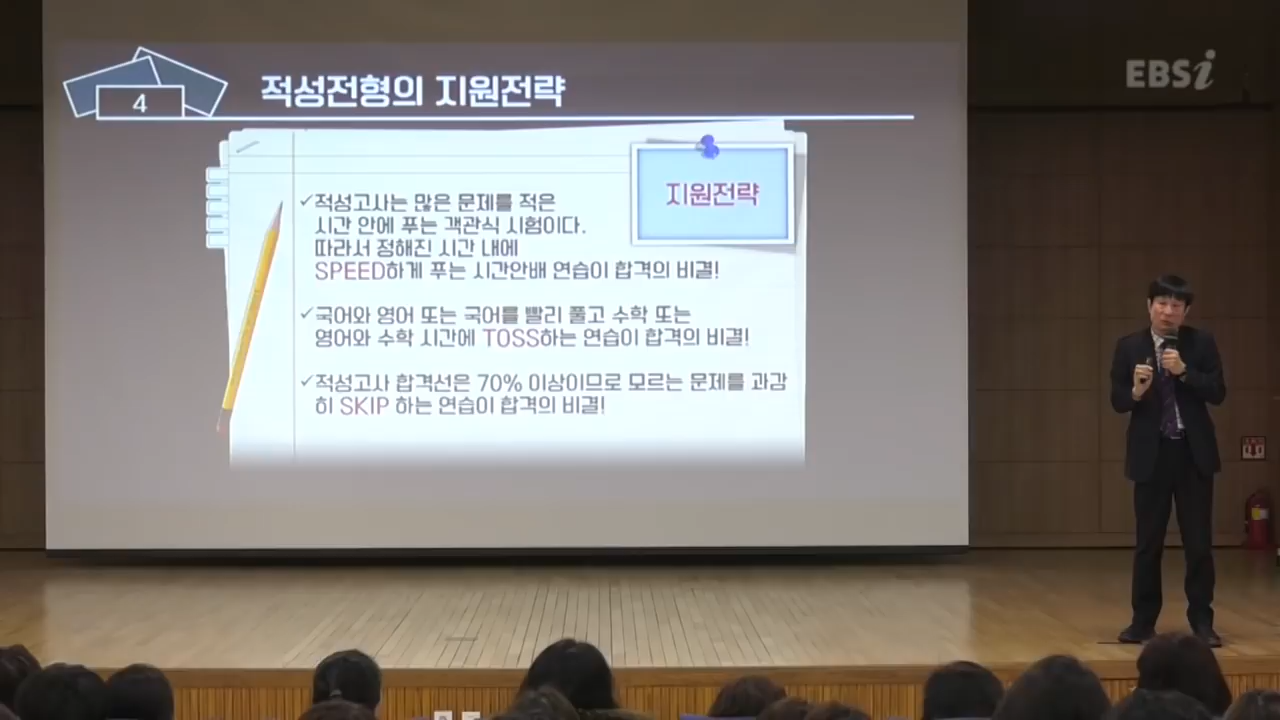 4
적성전형의 지원전략
EBSi
지원전략
✓적성고사는 많은 문제를 적은
시간 안에 푸는 객관식 시험이다.
따라서 정해진 시간 내에
SPEED하게 푸는 시간안배 연습이 합격의 비결!
✓국어와 영어 또는 국어를 빨리 풀고 수학 또는
영어와 수학 시간에 TOSS하는 연습이 합격의 비결!
✓적성고사 합격선은 70% 이상이므로 모르는 문제를 과감
히 SKIP 하는 연습이 합격의 비결!